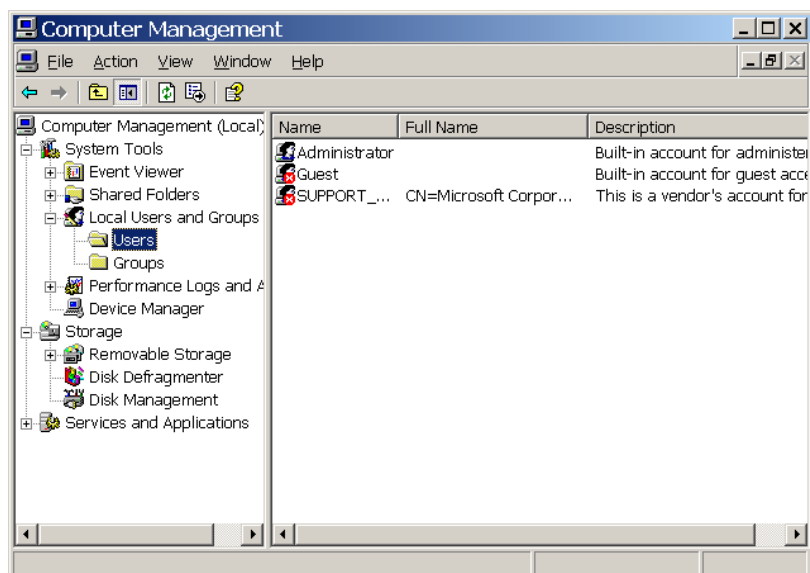 Computer Management
File Action View Window Help
Computer Management (Local)
System Tools
Event Viewer
Shared Folders
Local Users and Groups
Users
Groups
Performance Logs and A
Device Manager
Storage
Removable Storage
Disk Defragmenter
Disk Management
Services and Applications
Name Full Name Description
Administrator Built-in account for administer
Guest Built-in account for guest acce
SUPPORT_... CN=Microsoft Corpor... This is a vendor's account for